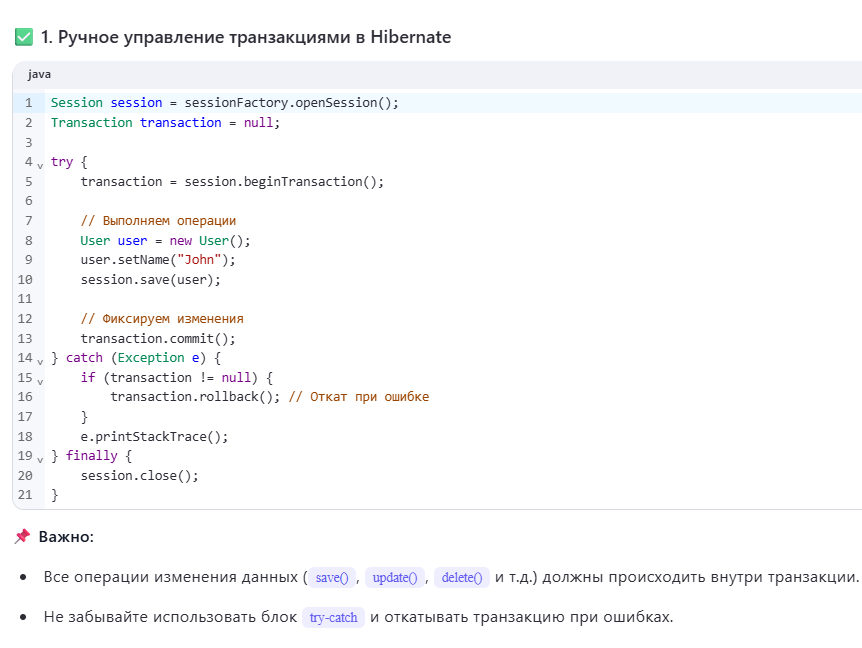 ✅ 1. Ручное управление транзакциями в Hibernate
java
1 Session session = sessionFactory.openSession();
2 Transaction transaction = null;
3
4 try {
5     transaction = session.beginTransaction();
6
7     // Выполняем операции
8     User user = new User();
9     user.setName("John");
10     session.save(user);
11
12     // Фиксируем изменения
13     transaction.commit();
14 } catch (Exception e) {
15     if (transaction != null) {
16         transaction.rollback(); // Откат при ошибке
17     }
18     e.printStackTrace();
19 } finally {
20     session.close();
21 }
📌 Важно:
• Все операции изменения данных ( save() , update() , delete() и т.д.) должны происходить внутри транзакции.
• Не забывайте использовать блок try-catch и откатывать транзакцию при ошибках.